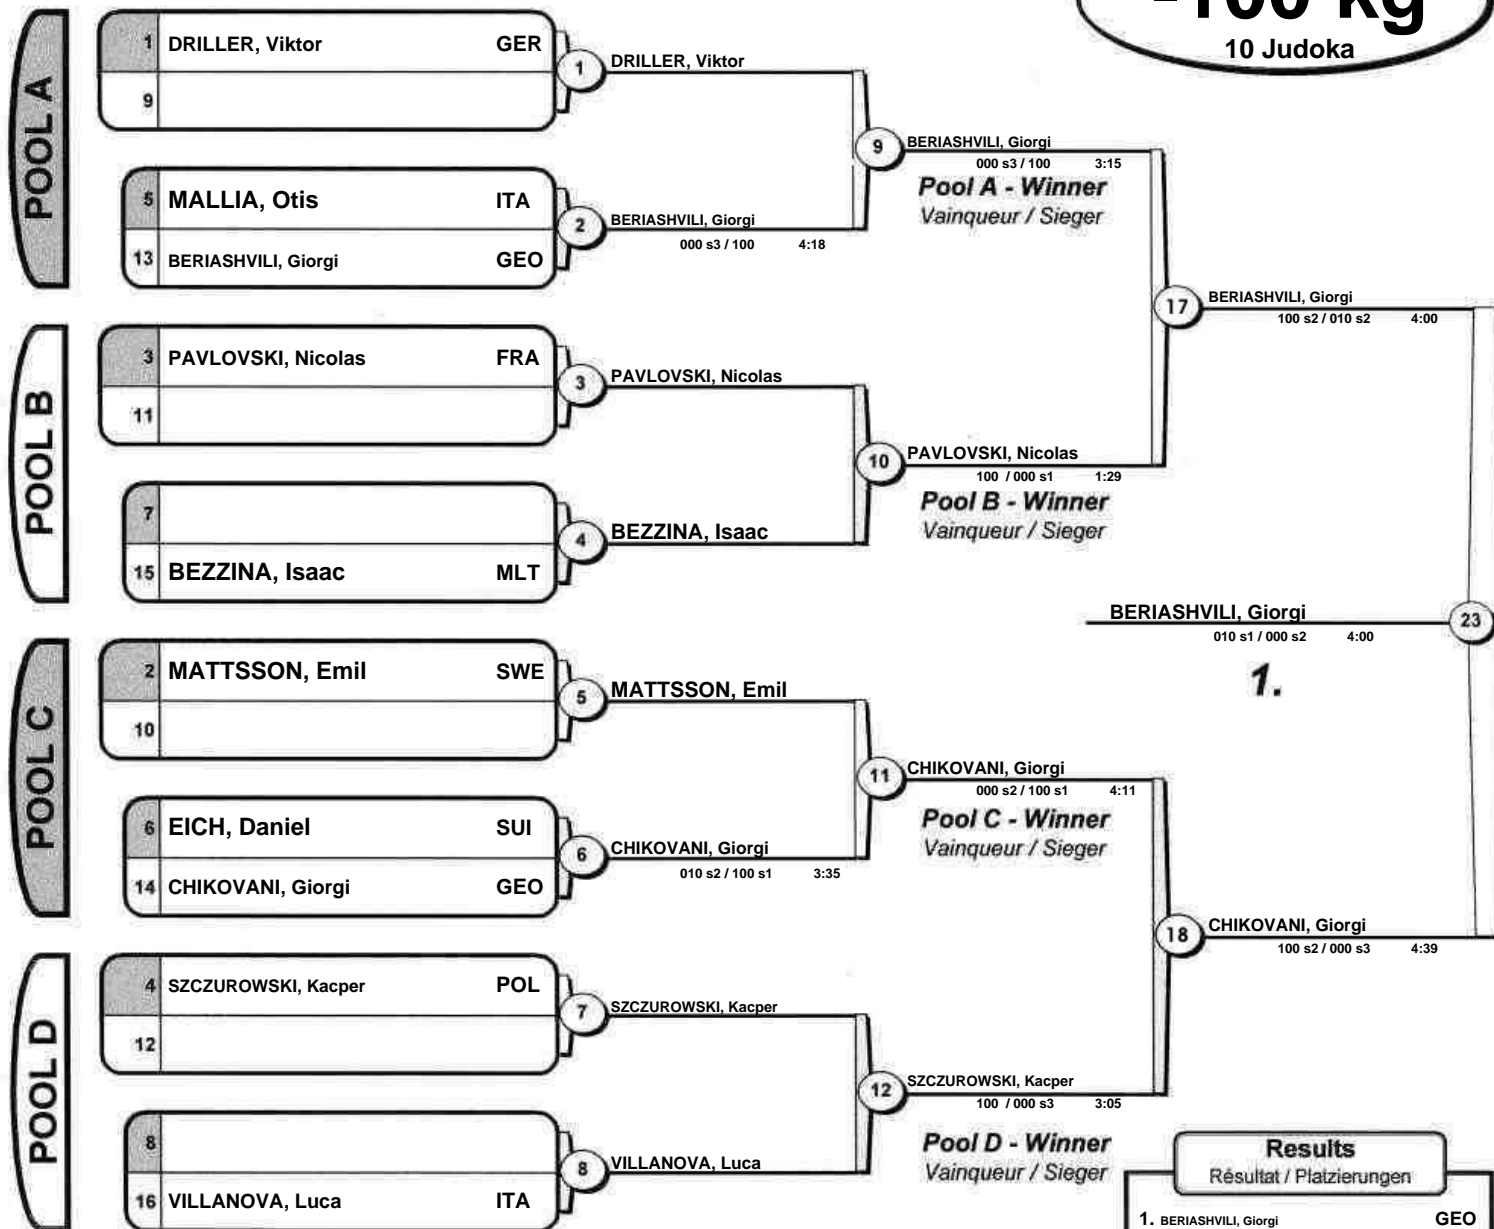 -100 kg
10 Judoka
POOL A
1 DRILLER, Viktor GER
9
1
DRILLER, Viktor
5 MALLIA, Otis ITA
13 BERIASHVILI, Giorgi GEO
2
BERIASHVILI, Giorgi
000 s3 / 100 4:18
9
BERIASHVILI, Giorgi
000 s3 / 100 3:15
Pool A - Winner
Vainqueur / Sieger
POOL B
3 PAVLOVSKI, Nicolas FRA
11
3
PAVLOVSKI, Nicolas
7
15 BEZZINA, Isaac MLT
4
BEZZINA, Isaac
10
PAVLOVSKI, Nicolas
100 / 000 s1 1:29
Pool B - Winner
Vainqueur / Sieger
17
BERIASHVILI, Giorgi
100 s2 / 010 s2 4:00
BERIASHVILI, Giorgi
010 s1 / 000 s2 4:00
23
1.
POOL C
2 MATTSSON, Emil SWE
10
5
MATTSSON, Emil
6 EICH, Daniel SUI
14 CHIKOVANI, Giorgi GEO
6
CHIKOVANI, Giorgi
010 s2 / 100 s1 3:35
11
CHIKOVANI, Giorgi
000 s2 / 100 s1 4:11
Pool C - Winner
Vainqueur / Sieger
18
CHIKOVANI, Giorgi
100 s2 / 000 s3 4:39
POOL D
4 SZCZUROWSKI, Kacper POL
12
7
SZCZUROWSKI, Kacper
8
16 VILLANOVA, Luca ITA
8
VILLANOVA, Luca
12
SZCZUROWSKI, Kacper
100 / 000 s3 3:05
Pool D - Winner
Vainqueur / Sieger
Results
Résultat / Platzierungen
1. BERIASHVILI, Giorgi GEO